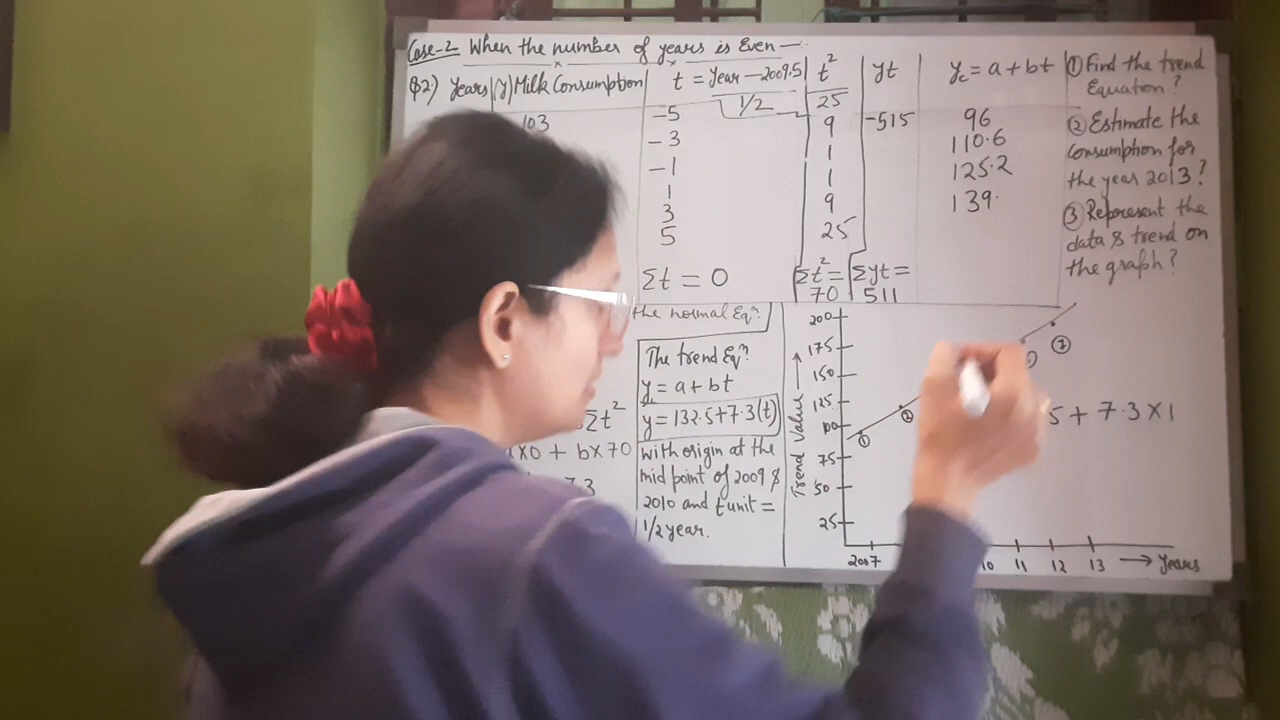 Case-2 When the number of years is Even —
Q2.) Years (y) Milk Consumption
t = Year - 2009.5
1/2
t²
yt
yc = a + bt
103
-5
-3
-1
1
3
5
Σt = 0
25
9
1
1
9
25
Σt² =
70
-515
Σyt =
511
96
110.6
125.2
139.
① Find the trend
Equation?
② Estimate the
consumption for
the year 2013?
③ Represent the
data & trend on
the graph?
the normal Eqⁿ.
Σt²
x0 + bx70
7.3
The trend Eqⁿ.
y = a + bt
y = 132.5+7.3(t)
with origin at the
mid point of 2009 &
2010 and t unit =
1/2 year.
Trend Value →
200
175
150
125
100
75
50
25
① ② ⑦
5 + 7.3 X 1
2007 10 11 12 13 → Years